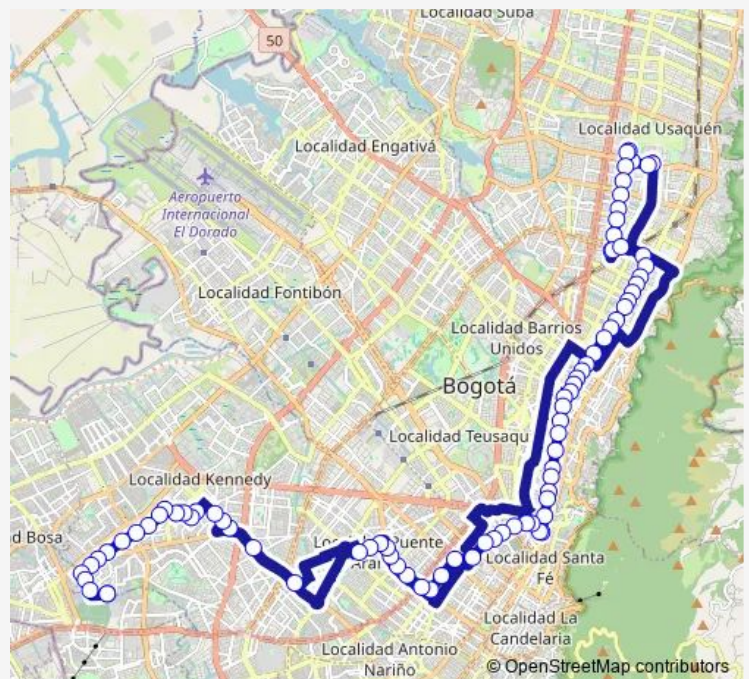 Localidad Suba
50
Localidad Usaquén
Localidad Engativá
Aeropuerto
Internacional
El Dorado
Localidad Fontibón
Localidad Barrios
Unidos
Bogotá
Localidad Teusaqu
Localidad Kennedy
d Bosa
Puente
Localidad Santa
Fé
Localidad La
Candelaria
Localidad Antonio
Nariño
© OpenStreetMap contributors